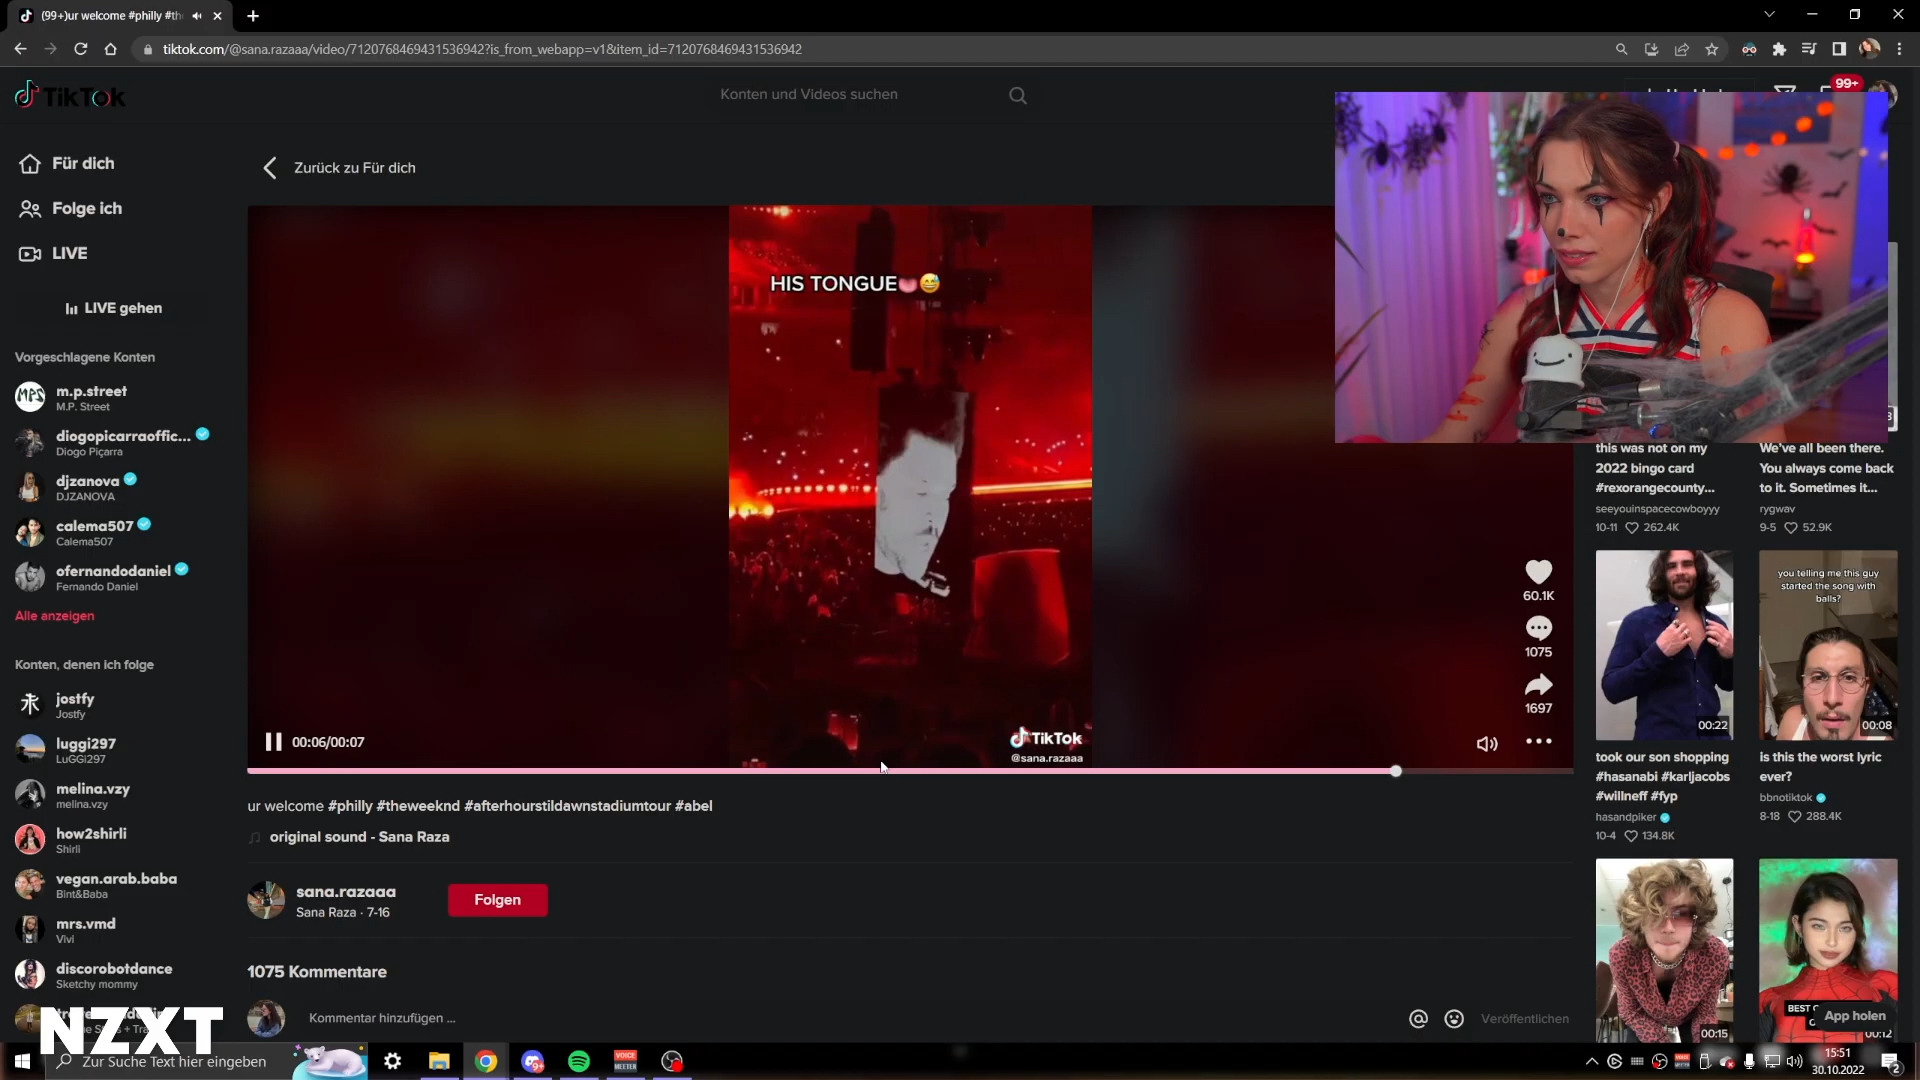 (99+)ur welcome #philly #th
tiktok.com/@sana.razaaa/video/7120768469431536942?is_from_webapp=v1&item_id=7120768469431536942
TikTok
Konten und Videos suchen
99+
Für dich
Folge ich
LIVE
LIVE gehen
Vorgeschlagene Konten
m.p.street
M.P. Street
diogopicarraoffic...
Diogo Piçarra
djzanova
DJZANOVA
calema507
Calema507
ofernandodaniel
Fernando Daniel
Alle anzeigen
Konten, denen ich folge
jostfy
Jostfy
luggi297
LuGGi297
melina.vzy
melina.vzy
how2shirli
Shirli
vegan.arab.baba
Bint&Baba
mrs.vmd
Vivi
discorobotdance
Sketchy mommy
NZXT
Zurück zu Für dich
HIS TONGUE👅😅
60.1K
1075
1697
00:06/00:07
TikTok
@sana.razaaa
ur welcome #philly #theweeknd #afterhourstildawnstadiumtour #abel
original sound - Sana Raza
sana.razaaa
Sana Raza · 7-16
Folgen
1075 Kommentare
Kommentar hinzufügen ...
Veröffentlichen
this was not on my
2022 bingo card
#rexorangecounty...
seeyouinspacecowboyyy
10-11 262.4K
We've all been there.
You always come back
to it. Sometimes it...
rygwav
9-5 52.9K
00:22
took our son shopping
#hasanabi #karljacobs
#willneff #fyp
hasandpiker
10-4 134.8K
you telling me this guy
started the song with
balls?
00:08
is this the worst lyric
ever?
bbnotiktok
8-18 288.4K
00:15
BEST
App holen
00:12
Zur Suche Text hier eingeben
9+
VOICE
MEETER
15:51
30.10.2022
2